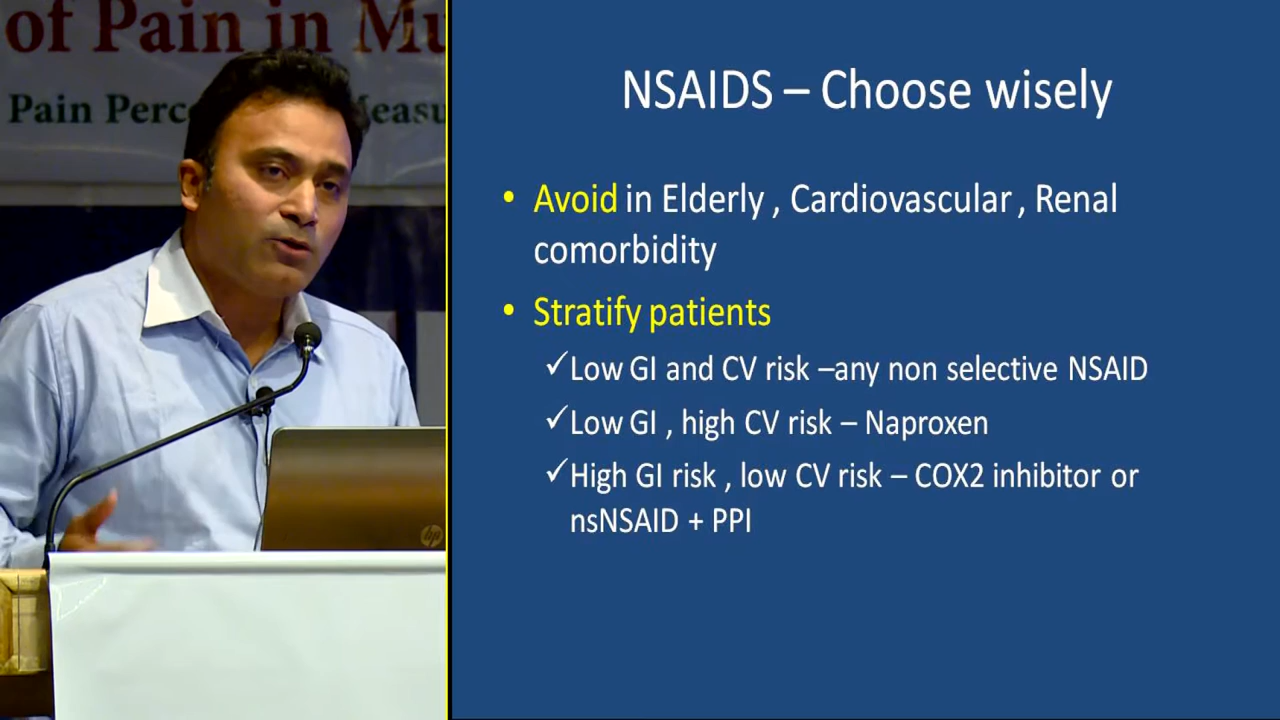 of Pain in Mu
Pain Perc
Measu
hp
NSAIDS – Choose wisely
• Avoid in Elderly , Cardiovascular , Renal
comorbidity
• Stratify patients
✓Low GI and CV risk –any non selective NSAID
✓Low GI , high CV risk – Naproxen
✓High GI risk , low CV risk – COX2 inhibitor or
nsNSAID + PPI